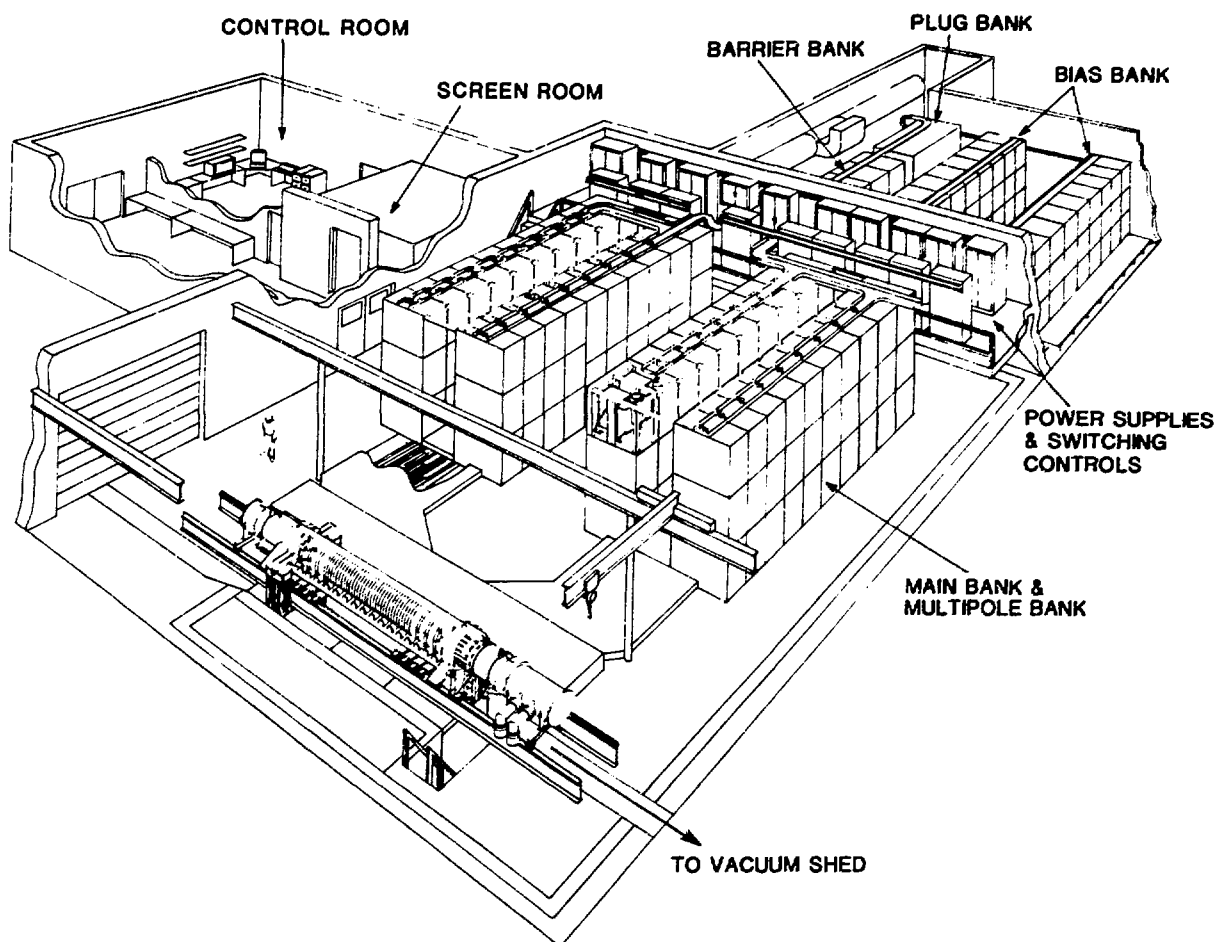 CONTROL ROOM
SCREEN ROOM
BARRIER BANK
PLUG BANK
BIAS BANK
POWER SUPPLIES
& SWITCHING
CONTROLS
MAIN BANK &
MULTIPOLE BANK
TO VACUUM SHED